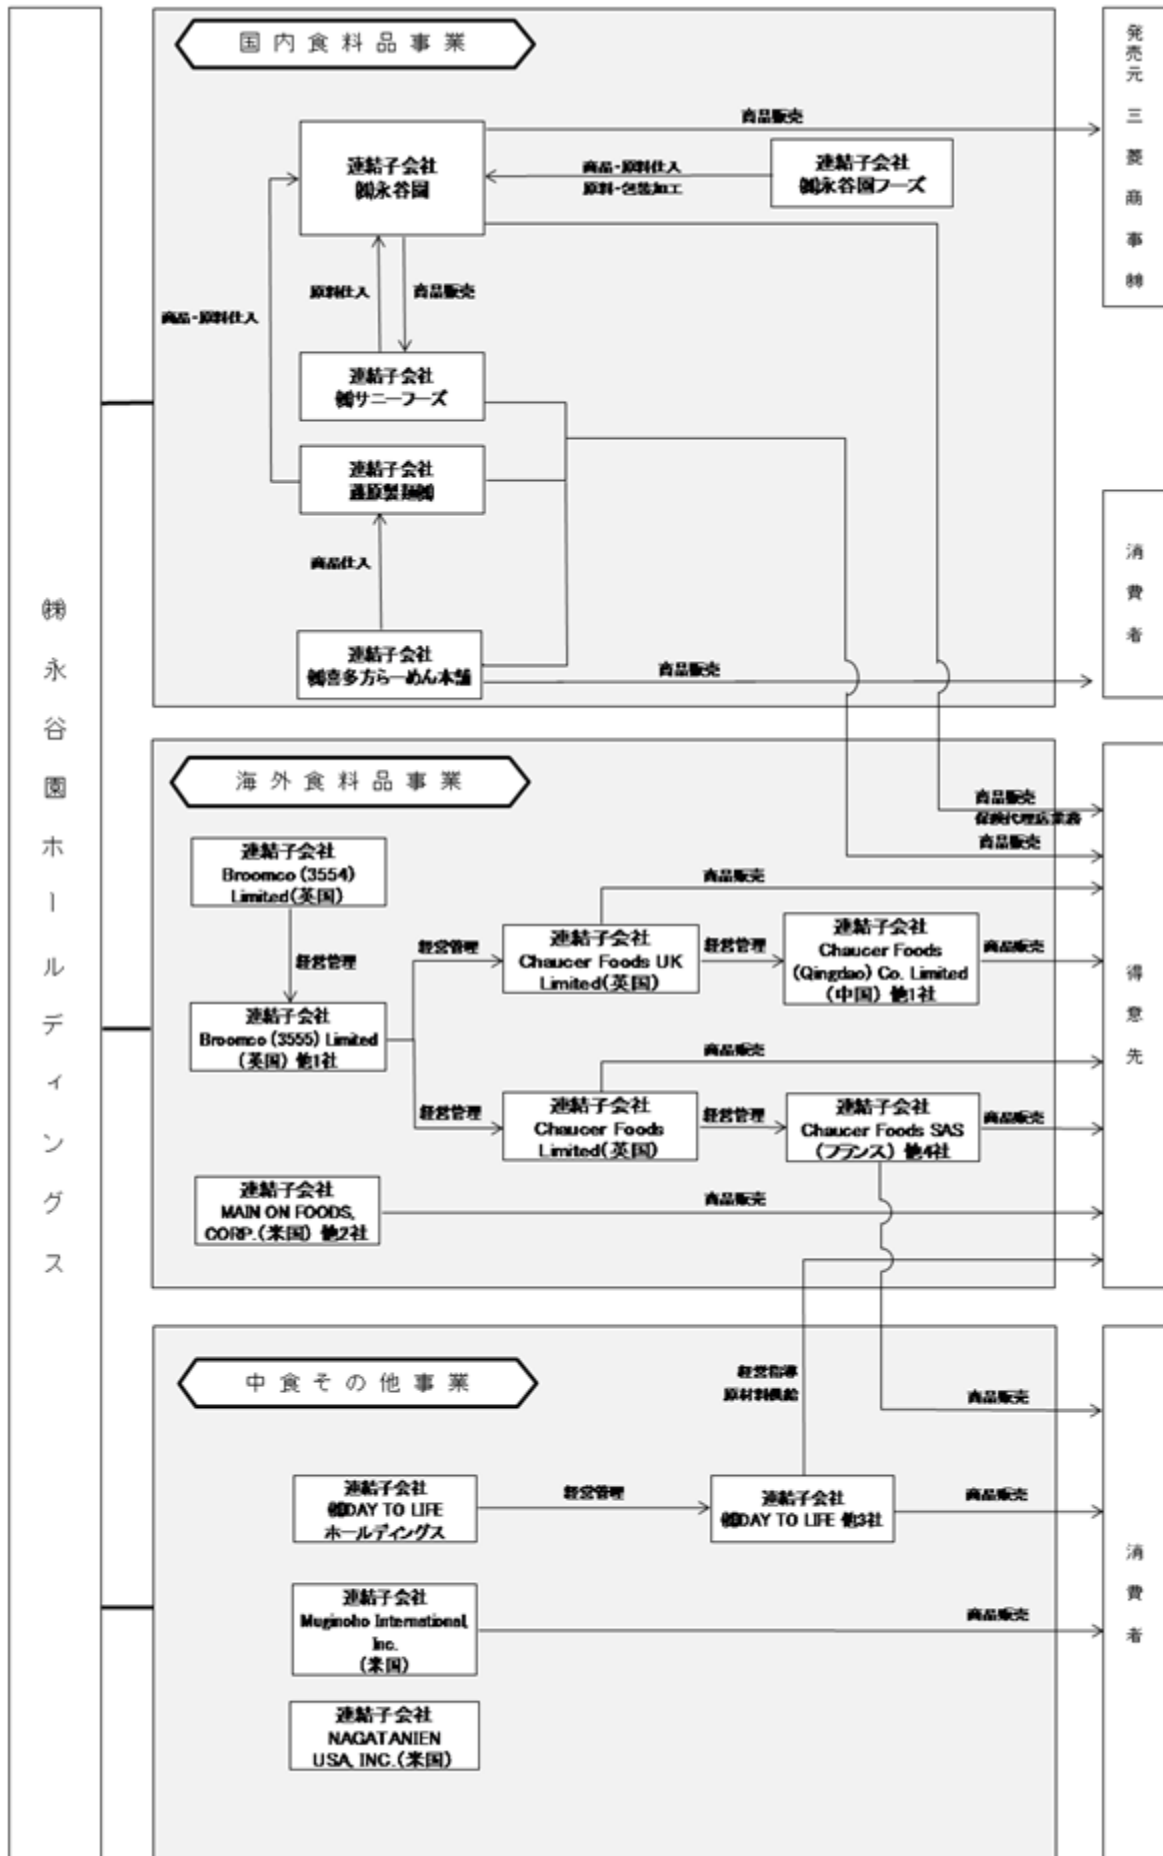 ㈱永谷園ホールディングス
国内食料品事業
発売元 三菱商事㈱
商品販売
連結子会社
㈱永谷園
商品・原料仕入
原料・包装加工
連結子会社
㈱永谷園フーズ
原料仕入
商品販売
商品・原料仕入
連結子会社
㈱サニーフーズ
連結子会社
藤原製麺㈱
商品仕入
連結子会社
㈱喜多方らーめん本舗
商品販売
消費者
海外食料品事業
商品販売
保険代理店業務
商品販売
連結子会社
Broomco (3554)
Limited(英国)
経営管理
連結子会社
Broomco (3555) Limited
(英国) 他1社
商品販売
経営管理
連結子会社
Chaucer Foods UK
Limited(英国)
経営管理
連結子会社
Chaucer Foods
(Qingdao) Co. Limited
(中国) 他1社
商品販売
得意先
商品販売
経営管理
連結子会社
Chaucer Foods
Limited(英国)
経営管理
連結子会社
Chaucer Foods SAS
(フランス) 他4社
商品販売
連結子会社
MAIN ON FOODS,
CORP.(米国) 他2社
商品販売
中食その他事業
経営指導
原材料供給
商品販売
連結子会社
㈱DAY TO LIFE
ホールディングス
経営管理
連結子会社
㈱DAY TO LIFE 他3社
商品販売
消費者
連結子会社
Muginoho International,
Inc.
(米国)
商品販売
連結子会社
NAGATANIEN
USA, INC.(米国)